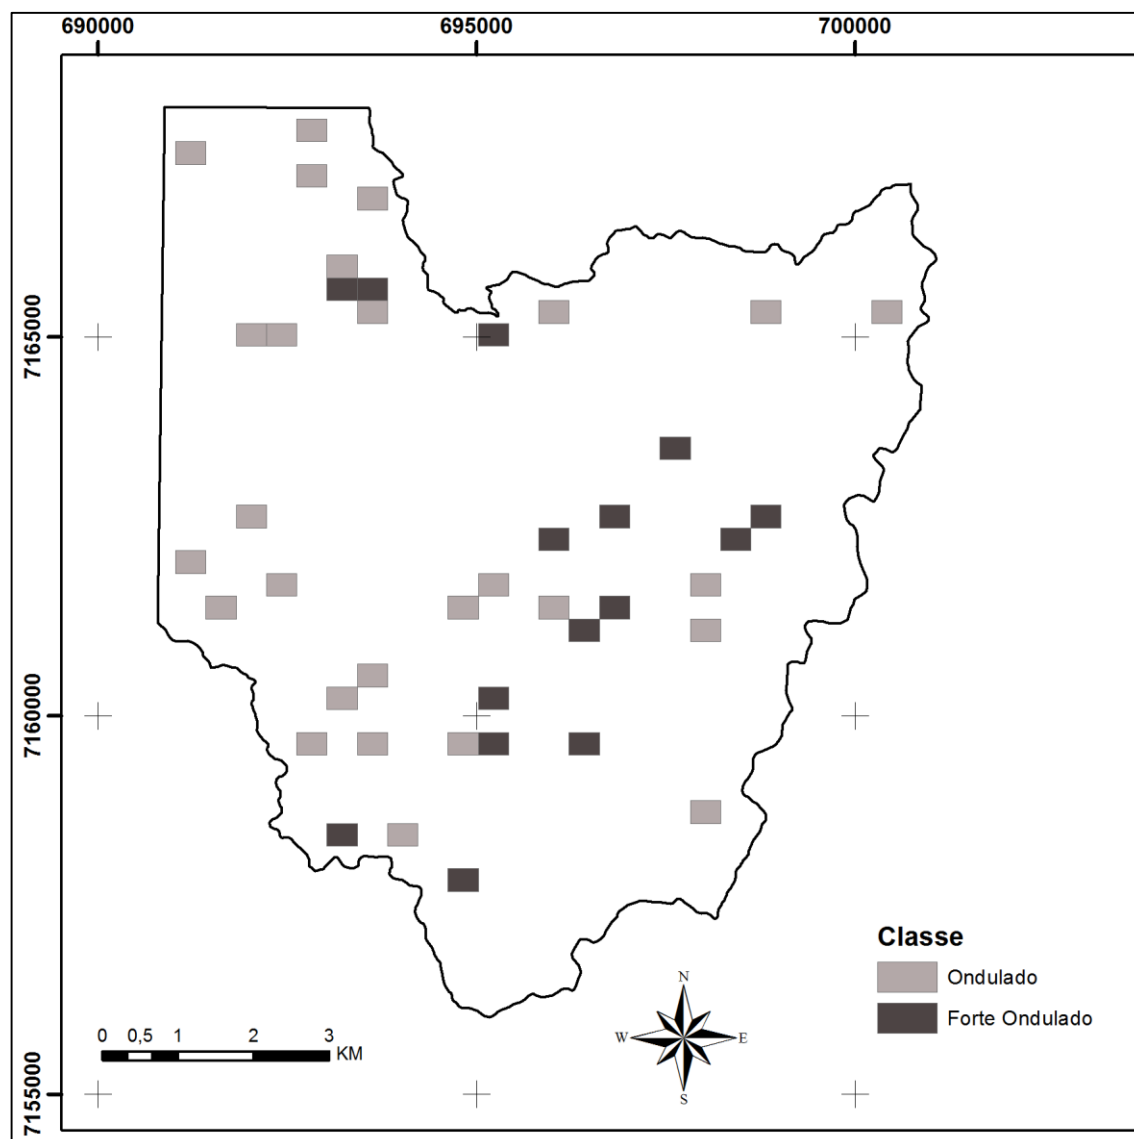 690000 695000 700000
7165000
7160000
7155000
Classe
Ondulado
Forte Ondulado
N
W E
S
0 0,5 1 2 3
KM